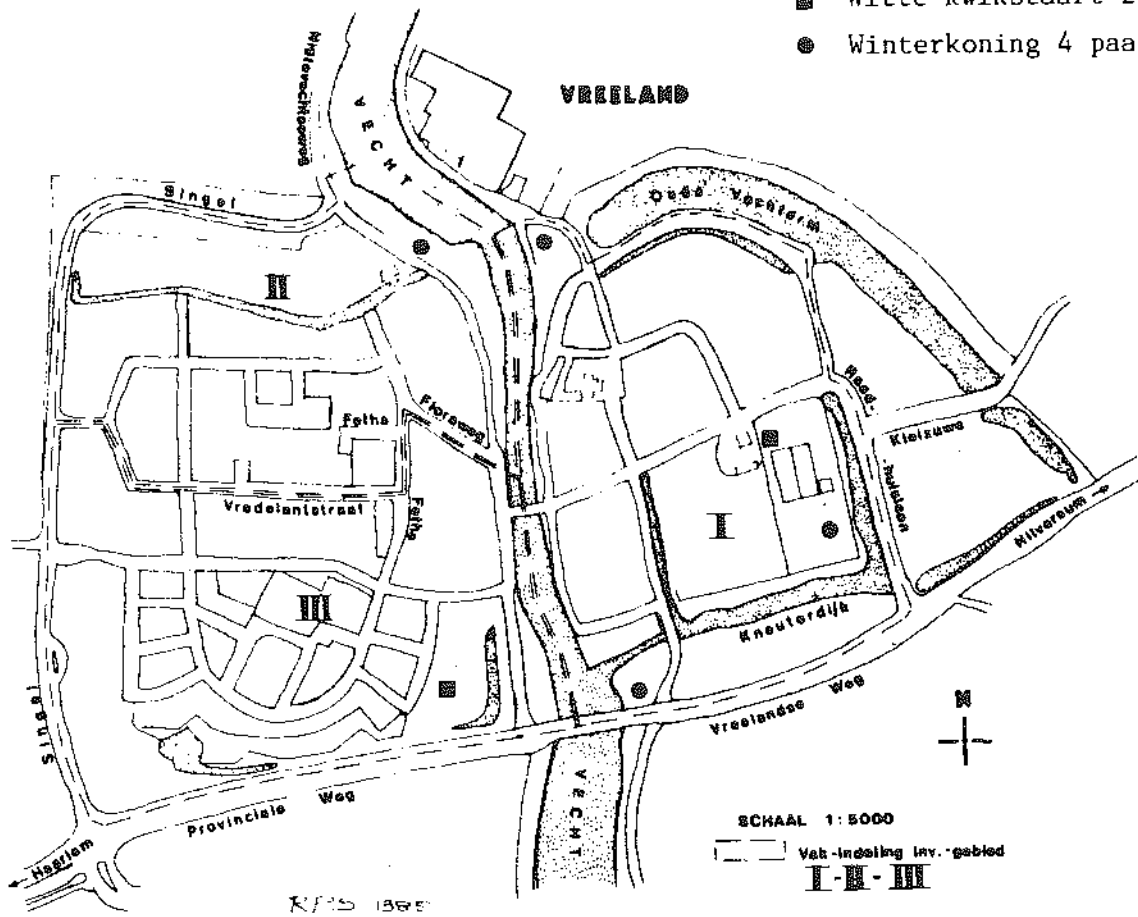 ■ Witte kwikstaart 2
● Winterkoning 4 paa
VREELAND
VECHT
Oude Vechtarm
Singel
II
Floraweg
Fetha
Kleizuwe
Vredelantstraat
Fetha
I
Hilversum
III
Kneuterdijk
Vreelandse Weg
Singel
N
Provinciale Weg
VECHT
SCHAAL 1:5000
Vak-indeling inv.-gebied
Haarlem
I-II-III